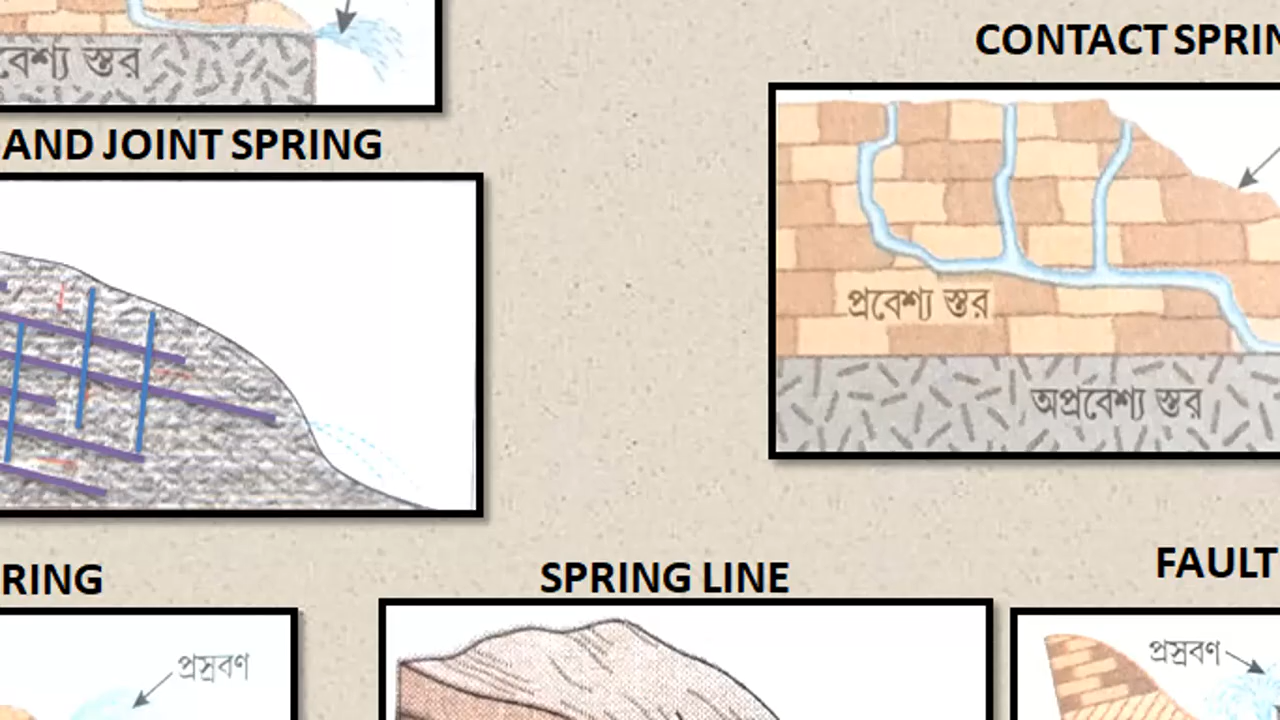 CONTACT SPRIN
বেশ্য স্তর
AND JOINT SPRING
প্রবেশ্য স্তর
অপ্রবেশ্য স্তর
RING
SPRING LINE
FAULT
প্রস্রবণ
প্রস্রবণ